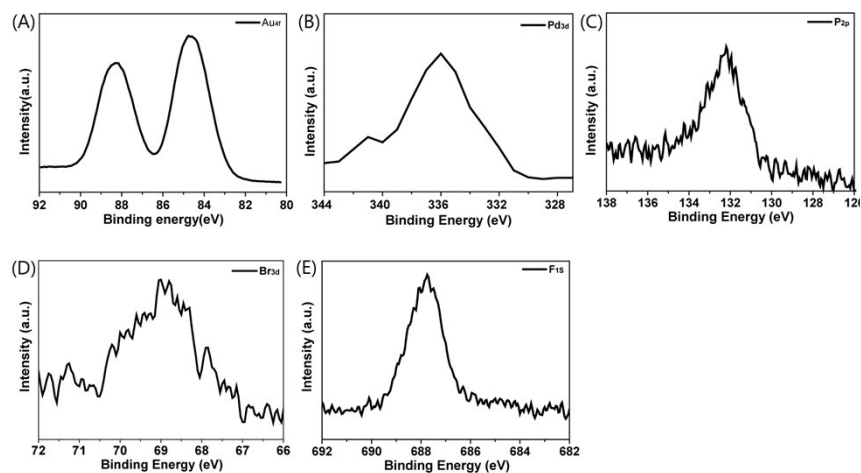 (A)
Au4f
Intensity(a.u.)
92 90 88 86 84 82 80
Binding energy(eV)
(B)
Pd3d
Intensity (a.u.)
344 340 336 332 328
Binding Energy (eV)
(C)
P2p
Intensity (a.u.)
138 136 134 132 130 128 126
Binding Energy (eV)
(D)
Br3d
Intensity (a.u.)
72 71 70 69 68 67 66
Binding Energy (eV)
(E)
F1S
Intensity (a.u.)
692 690 688 686 684 682
Binding Energy (eV)